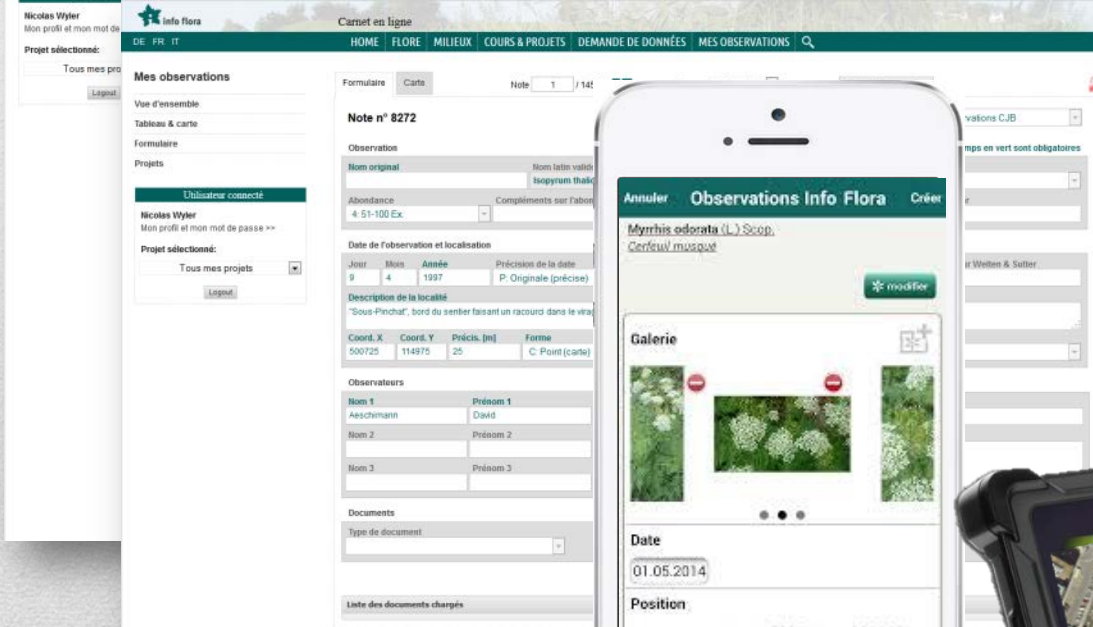 Nicolas Wyler
Mon profil et mon mot de
Projet sélectionné:
Tous mes pro
Logout
info flora
Carnet en ligne
DE FR IT
HOME FLORE MILIEUX COURS & PROJETS DEMANDE DE DONNÉES MES OBSERVATIONS
Mes observations
Vue d'ensemble
Tableau & carte
Formulaire
Projets
Utilisateur connecté
Nicolas Wyler
Mon profil et mon mot de passe >>
Projet sélectionné:
Tous mes projets
Logout
Formulaire Carte Note 1 / 145
Note n° 8272
vations CJB
Observation
mps en vert sont obligatoires
Nom original Nom latin valide
Isopyrum thalic
Abondance Compléments sur l'abon
4: 51-100 Ex.
Date de l'observation et localisation
Jour Mois Année Précision de la date
ur Welten & Sutter
9 4 1997 P: Originale (précise)
Description de la localité
"Sous-Pinchat", bord du sentier faisant un racourci dans le virag
Coord. X Coord. Y Précis. [m] Forme
500725 114975 25 C: Point (carte)
Observateurs
Nom 1 Prénom 1
Aeschimann David
Nom 2 Prénom 2
Nom 3 Prénom 3
Documents
Type de document
Liste des documents chargés
Annuler Observations Info Flora Créer
Myrrhis odorata (L.) Scop.
Cerfeuil musqué
modifier
Galerie
Date
01.05.2014
Position